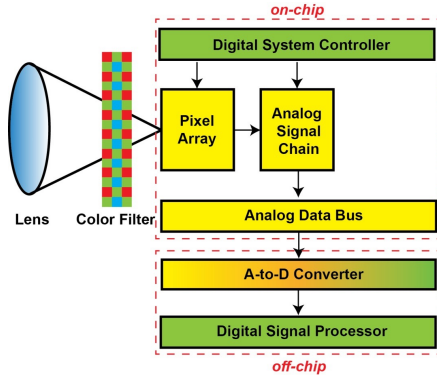 on-chip
Digital System Controller
Pixel
Array
Analog
Signal
Chain
Lens
Color Filter
Analog Data Bus
A-to-D Converter
Digital Signal Processor
off-chip